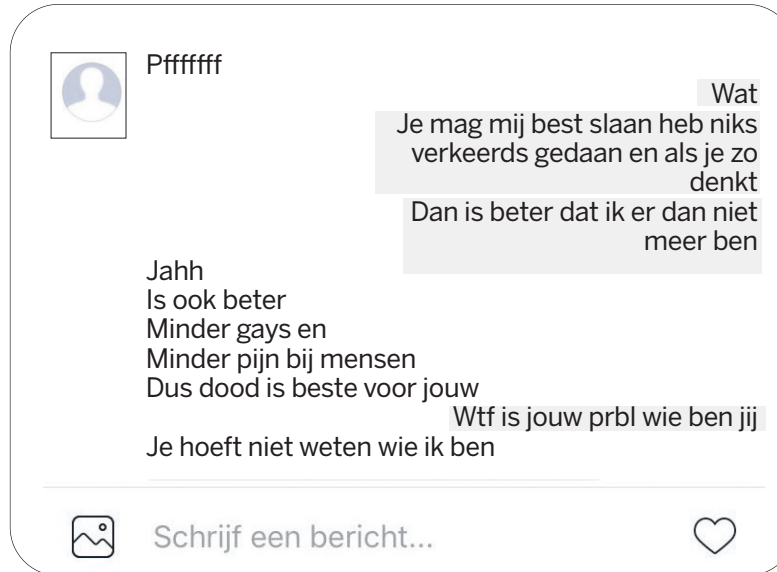 Pfffffff
Wat
Je mag mij best slaan heb niks
verkeerds gedaan en als je zo
denkt
Dan is beter dat ik er dan niet
meer ben
Jahh
Is ook beter
Minder gays en
Minder pijn bij mensen
Dus dood is beste voor jouw
Wtf is jouw prbl wie ben jij
Je hoeft niet weten wie ik ben
Schrijf een bericht...